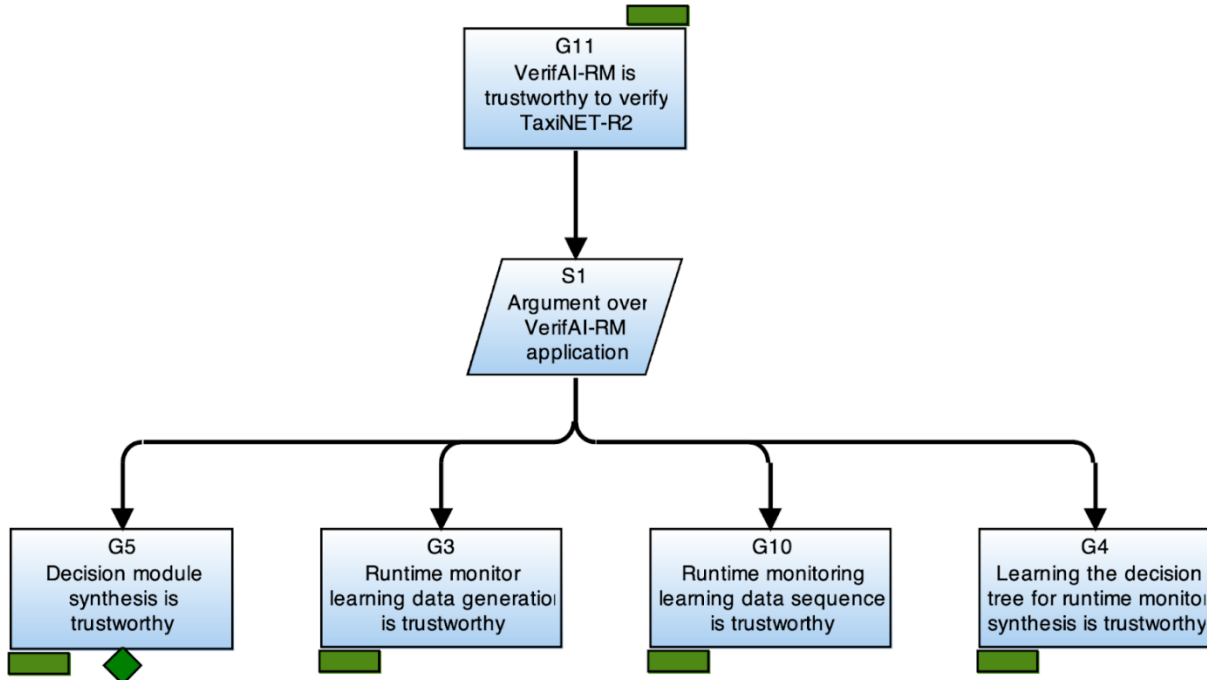 G11
VerifAI-RM is
trustworthy to verify
TaxiNET-R2
S1
Argument over
VerifAI-RM
application
G5
Decision module
synthesis is
trustworthy
G3
Runtime monitor
learning data generation
is trustworthy
G10
Runtime monitoring
learning data sequence
is trustworthy
G4
Learning the decision
tree for runtime monitor
synthesis is trustworthy